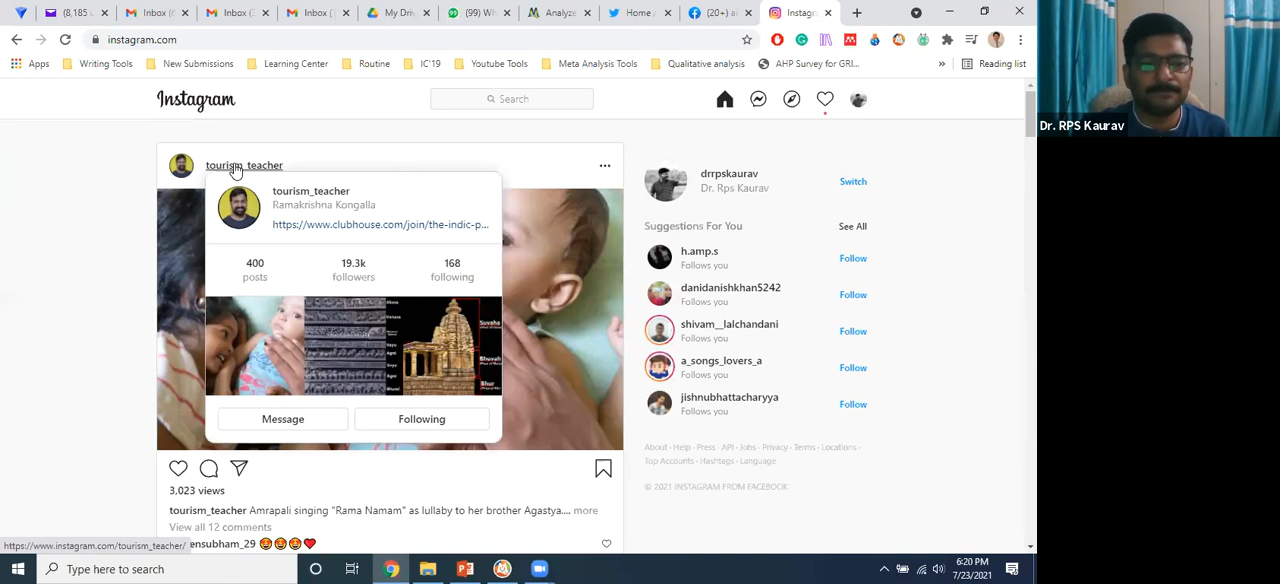 (8,185 u
Inbox (6
Inbox (3
Inbox (
My Driv
(99) Wh
Analyze
Home /
(20+) a
Instagr
instagram.com
Apps
Writing Tools
New Submissions
Learning Center
Routine
IC'19
Youtube Tools
Meta Analysis Tools
Qualitative analysis
AHP Survey for GRI...
»
Reading list
Instagram
Search
tourism_teacher
tourism_teacher
Ramakrishna Kongalla
https://www.clubhouse.com/join/the-indic-p...
400 19.3k 168
posts followers following
Suvaha
Bhuvah
Bhur
Message Following
3,023 views
tourism_teacher Amrapali singing "Rama Namam" as lullaby to her brother Agastya.... more
View all 12 comments
ensubham_29
drrpskaurav
Dr. Rps Kaurav
Switch
Suggestions For You See All
h.amp.s
Follows you
Follow
danidanishkhan5242
Follows you
Follow
shivam__lalchandani
Follows you
Follow
a_songs_lovers_a
Follows you
Follow
jishnubhattacharyya
Follows you
Follow
About · Help · Press · API · Jobs · Privacy · Terms · Locations ·
Top Accounts · Hashtags · Language
© 2021 INSTAGRAM FROM FACEBOOK
https://www.instagram.com/tourism_teacher/
Type here to search
6:20 PM
7/23/2021
Dr. RPS Kaurav